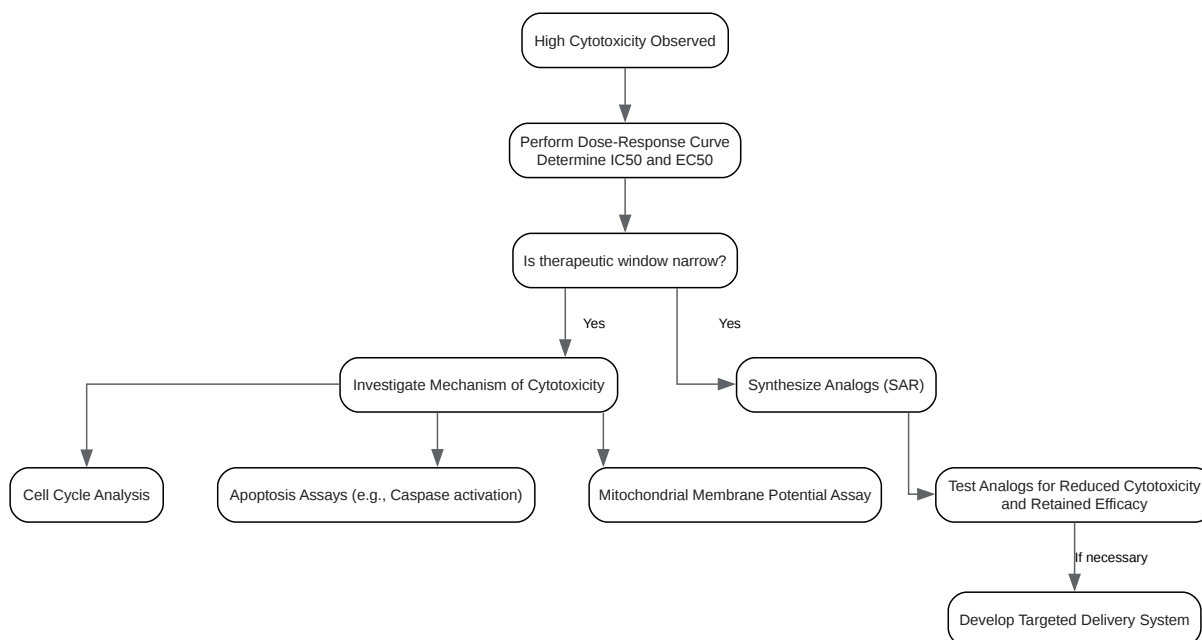 High Cytotoxicity Observed
Perform Dose-Response Curve
Determine IC50 and EC50
Is therapeutic window narrow?
Yes
Yes
Investigate Mechanism of Cytotoxicity
Synthesize Analogs (SAR)
Cell Cycle Analysis
Apoptosis Assays (e.g., Caspase activation)
Mitochondrial Membrane Potential Assay
Test Analogs for Reduced Cytotoxicity
and Retained Efficacy
If necessary
Develop Targeted Delivery System